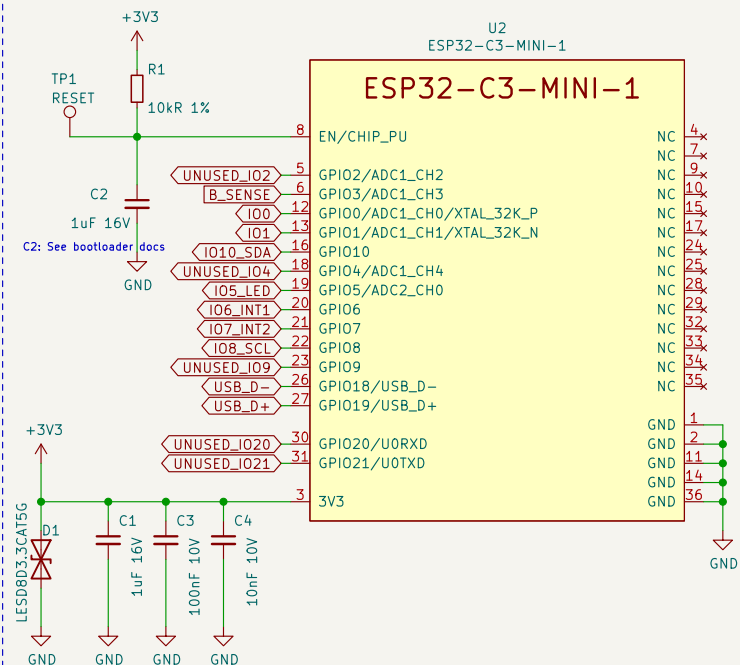 +3V3
U2
ESP32-C3-MINI-1
TP1
RESET
R1
10kR 1%
ESP32-C3-MINI-1
8 EN/CHIP_PU
C2
1uF 16V
C2: See bootloader docs
GND
UNUSED_IO2 5 GPIO2/ADC1_CH2
B_SENSE 6 GPIO3/ADC1_CH3
IO0 12 GPIO0/ADC1_CH0/XTAL_32K_P
IO1 13 GPIO1/ADC1_CH1/XTAL_32K_N
IO10_SDA 16 GPIO10
UNUSED_IO4 18 GPIO4/ADC1_CH4
IO5_LED 19 GPIO5/ADC2_CH0
IO6_INT1 20 GPIO6
IO7_INT2 21 GPIO7
IO8_SCL 22 GPIO8
UNUSED_IO9 23 GPIO9
USB_D- 26 GPIO18/USB_D-
USB_D+ 27 GPIO19/USB_D+
UNUSED_IO20 30 GPIO20/U0RXD
UNUSED_IO21 31 GPIO21/U0TXD
3 3V3
NC 4
NC 7
NC 9
NC 10
NC 15
NC 17
NC 24
NC 25
NC 28
NC 29
NC 32
NC 33
NC 34
NC 35
GND 1
GND 2
GND 11
GND 14
GND 36
GND
+3V3
D1
LESD8D3.3CAT5G
C1
1uF 16V
C3
100nF 10V
C4
10nF 10V
GND
GND
GND
GND